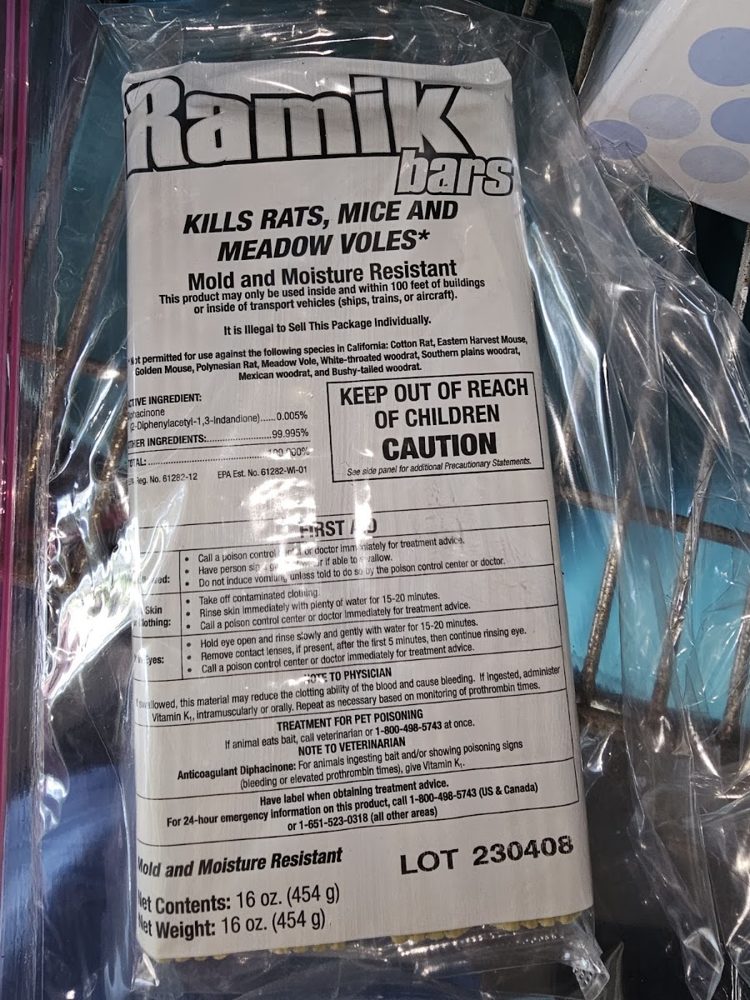 Ramik
bars
KILLS RATS, MICE AND
MEADOW VOLES*
Mold and Moisture Resistant
This product may only be used inside and within 100 feet of buildings
or inside of transport vehicles (ships, trains, or aircraft).
It is Illegal to Sell This Package Individually.
permitted for use against the following species in California: Cotton Rat, Eastern Harvest Mouse,
Golden Mouse, Polynesian Rat, Meadow Vole, White-throated woodrat, Southern plains woodrat,
Mexican woodrat, and Bushy-tailed woodrat.
INGREDIENT:
KEEP OUT OF REACH
OF CHILDREN
CAUTION
See side panel for additional Precautionary Statements.
-Diphenylacetyl-1,3-Indandione)...... 0.005%
INGREDIENTS:.......................... 99.995%
Reg. No. 61282-12 EPA Est. No. 61282-WI-01
FIRST
• Call a poison control or doctor immediately for treatment advice.
• Have person if able to
• Do not induce vomiting unless told to do so by the poison control center or doctor.
Skin
• Take off contaminated clothing.
• Rinse skin immediately with plenty of water for 15-20 minutes.
• Call a poison control center or doctor immediately for treatment advice.
• Hold eye open and rinse slowly and gently with water for 15-20 minutes.
• Remove contact lenses, if present, after the first 5 minutes, then continue rinsing eye.
• Call a poison control center or doctor immediately for treatment advice.
NOTE TO PHYSICIAN
If swallowed, this material may reduce the clotting ability of the blood and cause bleeding. If ingested, administer
Vitamin K₁, intramuscularly or orally. Repeat as necessary based on monitoring of prothrombin times.
TREATMENT FOR PET POISONING
If animal eats bait, call veterinarian or 1-800-498-5743 at once.
NOTE TO VETERINARIAN
Anticoagulant Diphacinone: For animals ingesting bait and/or showing poisoning signs
(bleeding or elevated prothrombin times), give Vitamin K₁.
Have label when obtaining treatment advice.
For 24-hour emergency information on this product, call 1-800-498-5743 (US & Canada)
or 1-651-523-0318 (all other areas)
Mold and Moisture Resistant
LOT 230408
Net Contents: 16 oz. (454 g)
Net Weight: 16 oz. (454 g)